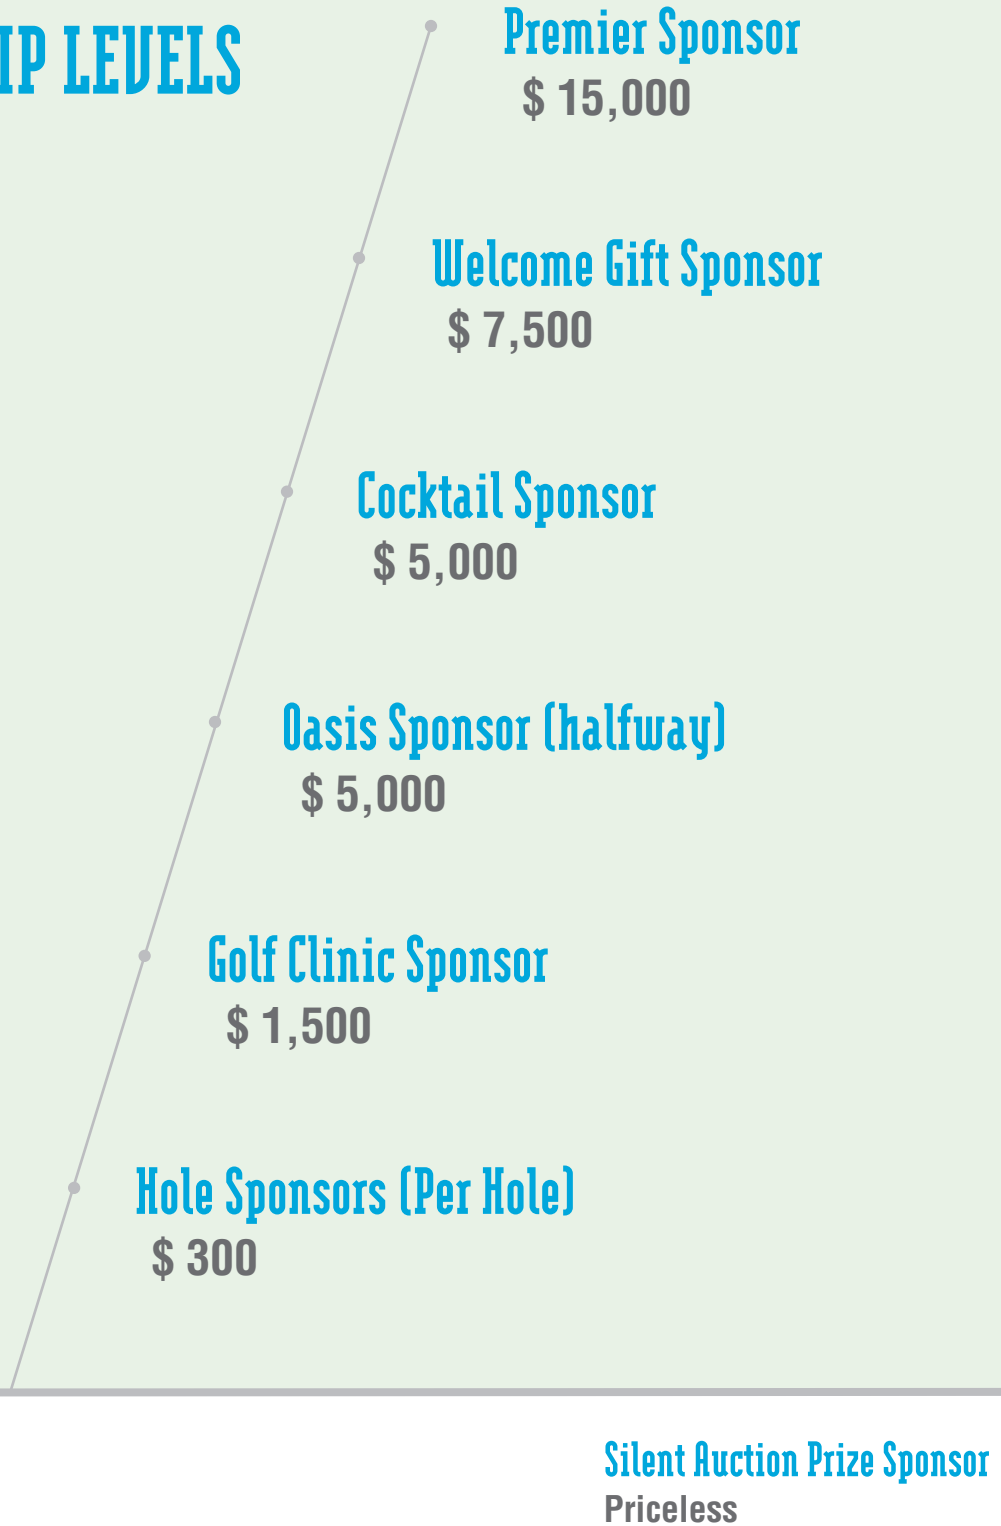 IP LEVELS
Premier Sponsor
$ 15,000
Welcome Gift Sponsor
$ 7,500
Cocktail Sponsor
$ 5,000
Oasis Sponsor (halfway)
$ 5,000
Golf Clinic Sponsor
$ 1,500
Hole Sponsors (Per Hole)
$ 300
Silent Auction Prize Sponsor
Priceless